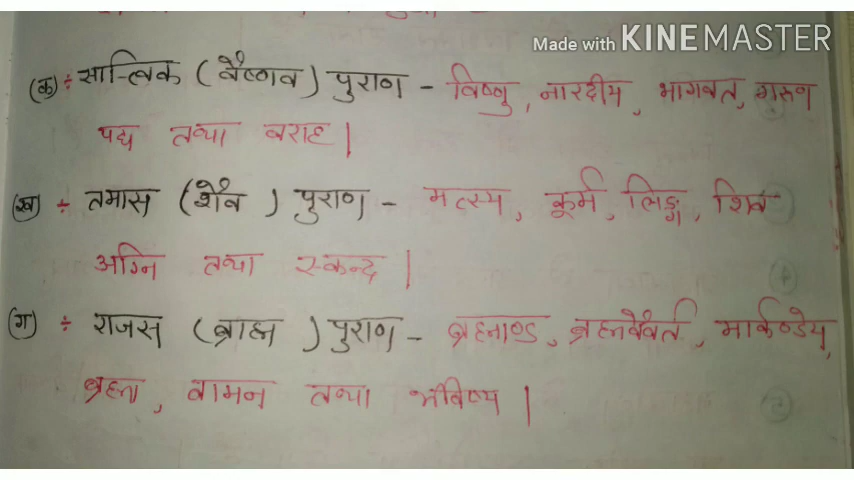 Made with KINEMASTER
(क) ÷ सात्त्विक (वैष्णव) पुराण - विष्णु, नारदीय, भागवत, गरूण
पद्म तथा वराह |
(ख) ÷ तमास (शैव ) पुराण - मत्स्य, कूर्म, लिङ्ग, शिव
अग्नि तथा स्कन्द |
(ग) ÷ राजस (ब्राह्म ) पुराण - ब्रह्माण्ड, ब्रह्मवैवर्त, मार्कण्डेय,
ब्रह्म, वामन तथा भविष्य |